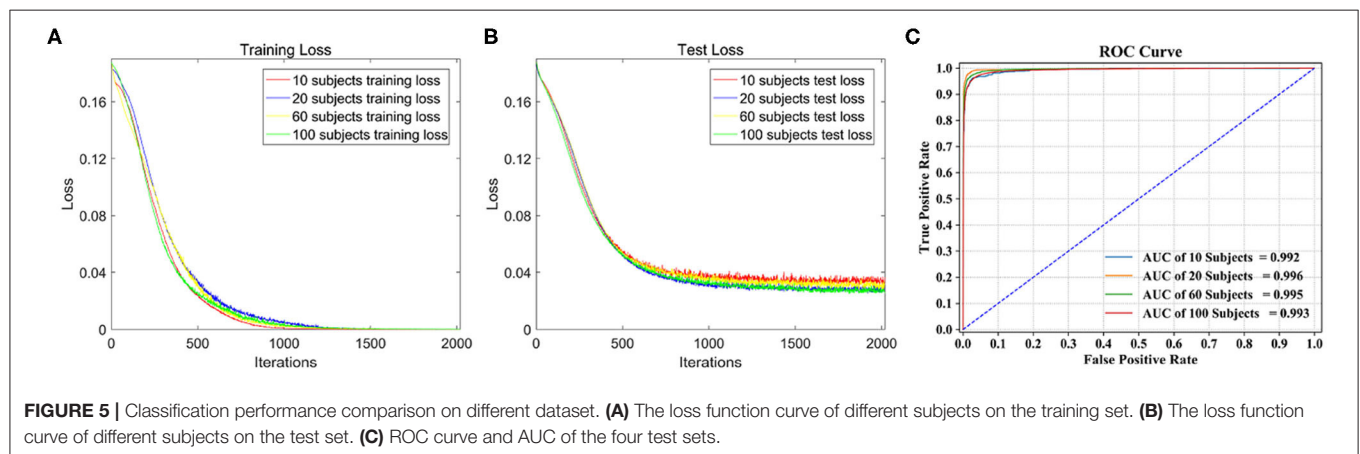 A
Training Loss
10 subjects training loss
20 subjects training loss
60 subjects training loss
100 subjects training loss
0.16
0.12
0.08
0.04
0
Loss
0 500 1000 1500 2000
Iterations
B
Test Loss
10 subjects test loss
20 subjects test loss
60 subjects test loss
100 subjects test loss
0.16
0.12
0.08
0.04
0
Loss
0 500 1000 1500 2000
Iterations
C
ROC Curve
1.0
0.9
0.8
0.7
0.6
0.5
0.4
0.3
0.2
0.1
0.0
True Positive Rate
AUC of 10 Subjects = 0.992
AUC of 20 Subjects = 0.996
AUC of 60 Subjects = 0.995
AUC of 100 Subjects = 0.993
0.0 0.1 0.2 0.3 0.4 0.5 0.6 0.7 0.8 0.9 1.0
False Positive Rate
FIGURE 5 | Classification performance comparison on different dataset. (A) The loss function curve of different subjects on the training set. (B) The loss function
curve of different subjects on the test set. (C) ROC curve and AUC of the four test sets.